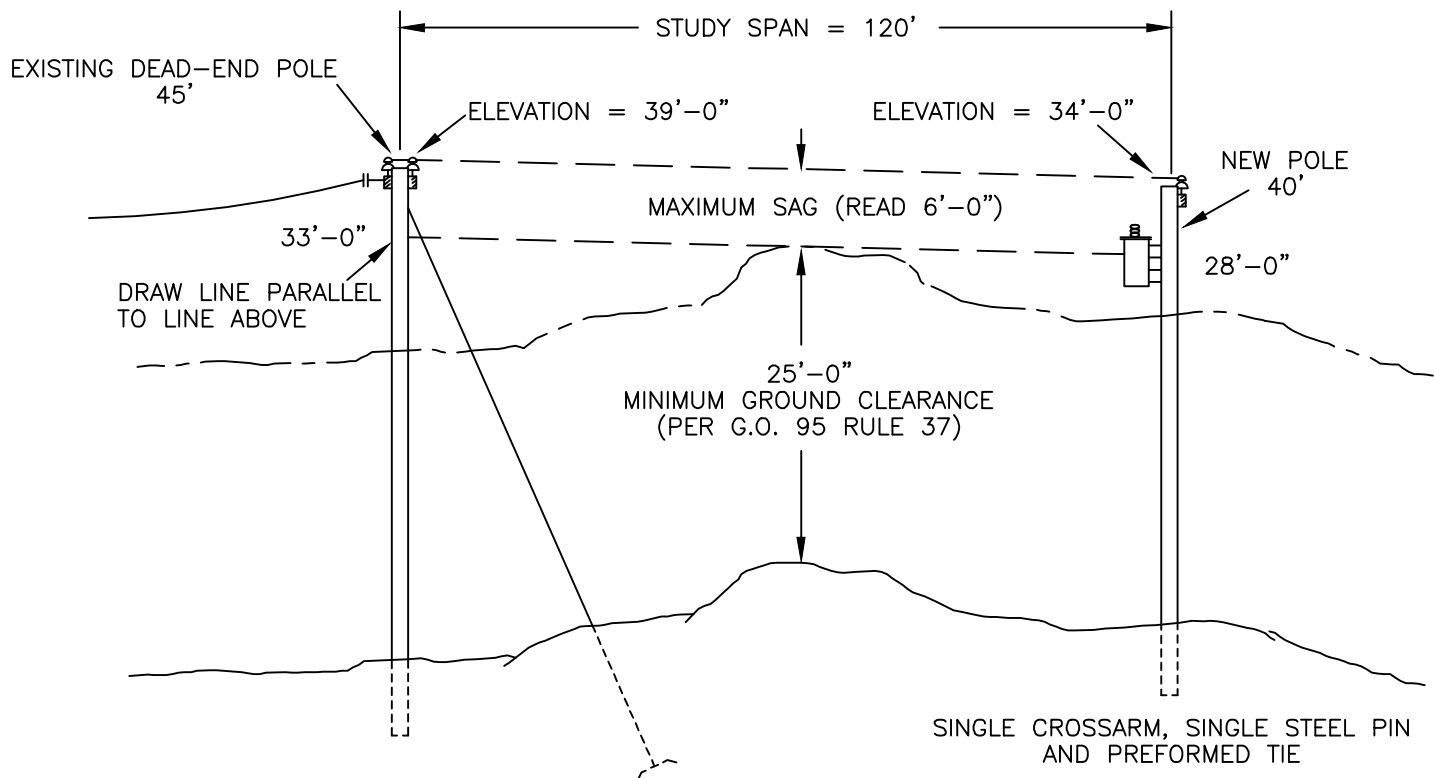 STUDY SPAN = 120'
EXISTING DEAD-END POLE
45'
ELEVATION = 39'-0"
ELEVATION = 34'-0"
NEW POLE
40'
MAXIMUM SAG (READ 6'-0")
33'-0"
28'-0"
DRAW LINE PARALLEL
TO LINE ABOVE
25'-0"
MINIMUM GROUND CLEARANCE
(PER G.O. 95 RULE 37)
SINGLE CROSSARM, SINGLE STEEL PIN
AND PREFORMED TIE